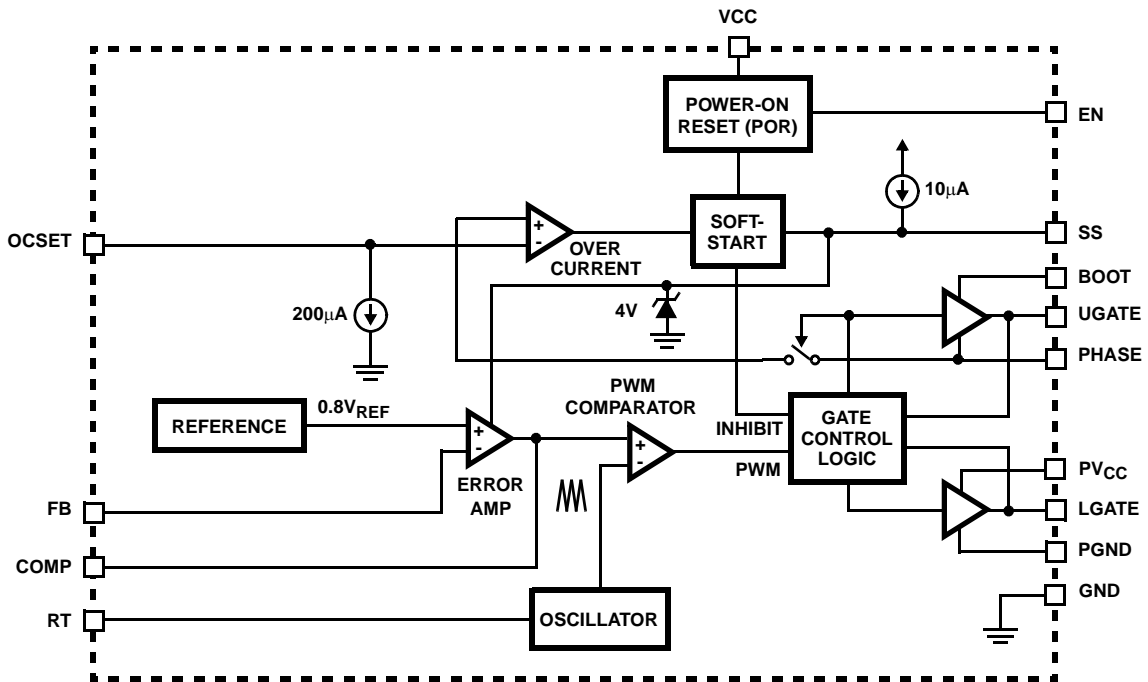 VCC
POWER-ON
RESET (POR)
EN
10µA
OCSET
+
-
OVER
CURRENT
SOFT-
START
SS
BOOT
200µA
4V
UGATE
PHASE
PWM
COMPARATOR
REFERENCE
0.8VREF
+
-
ERROR
AMP
+
-
INHIBIT
PWM
GATE
CONTROL
LOGIC
PVCC
FB
LGATE
COMP
PGND
GND
RT
OSCILLATOR